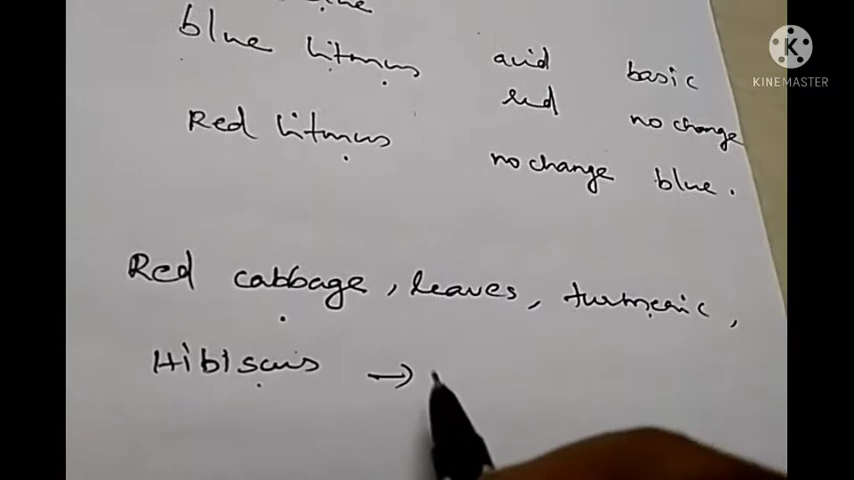 blue litmus acid basic
red no change
Red litmus no change blue.
Red cabbage, leaves, turmeric,
Hibiscus →
K
KINEMASTER